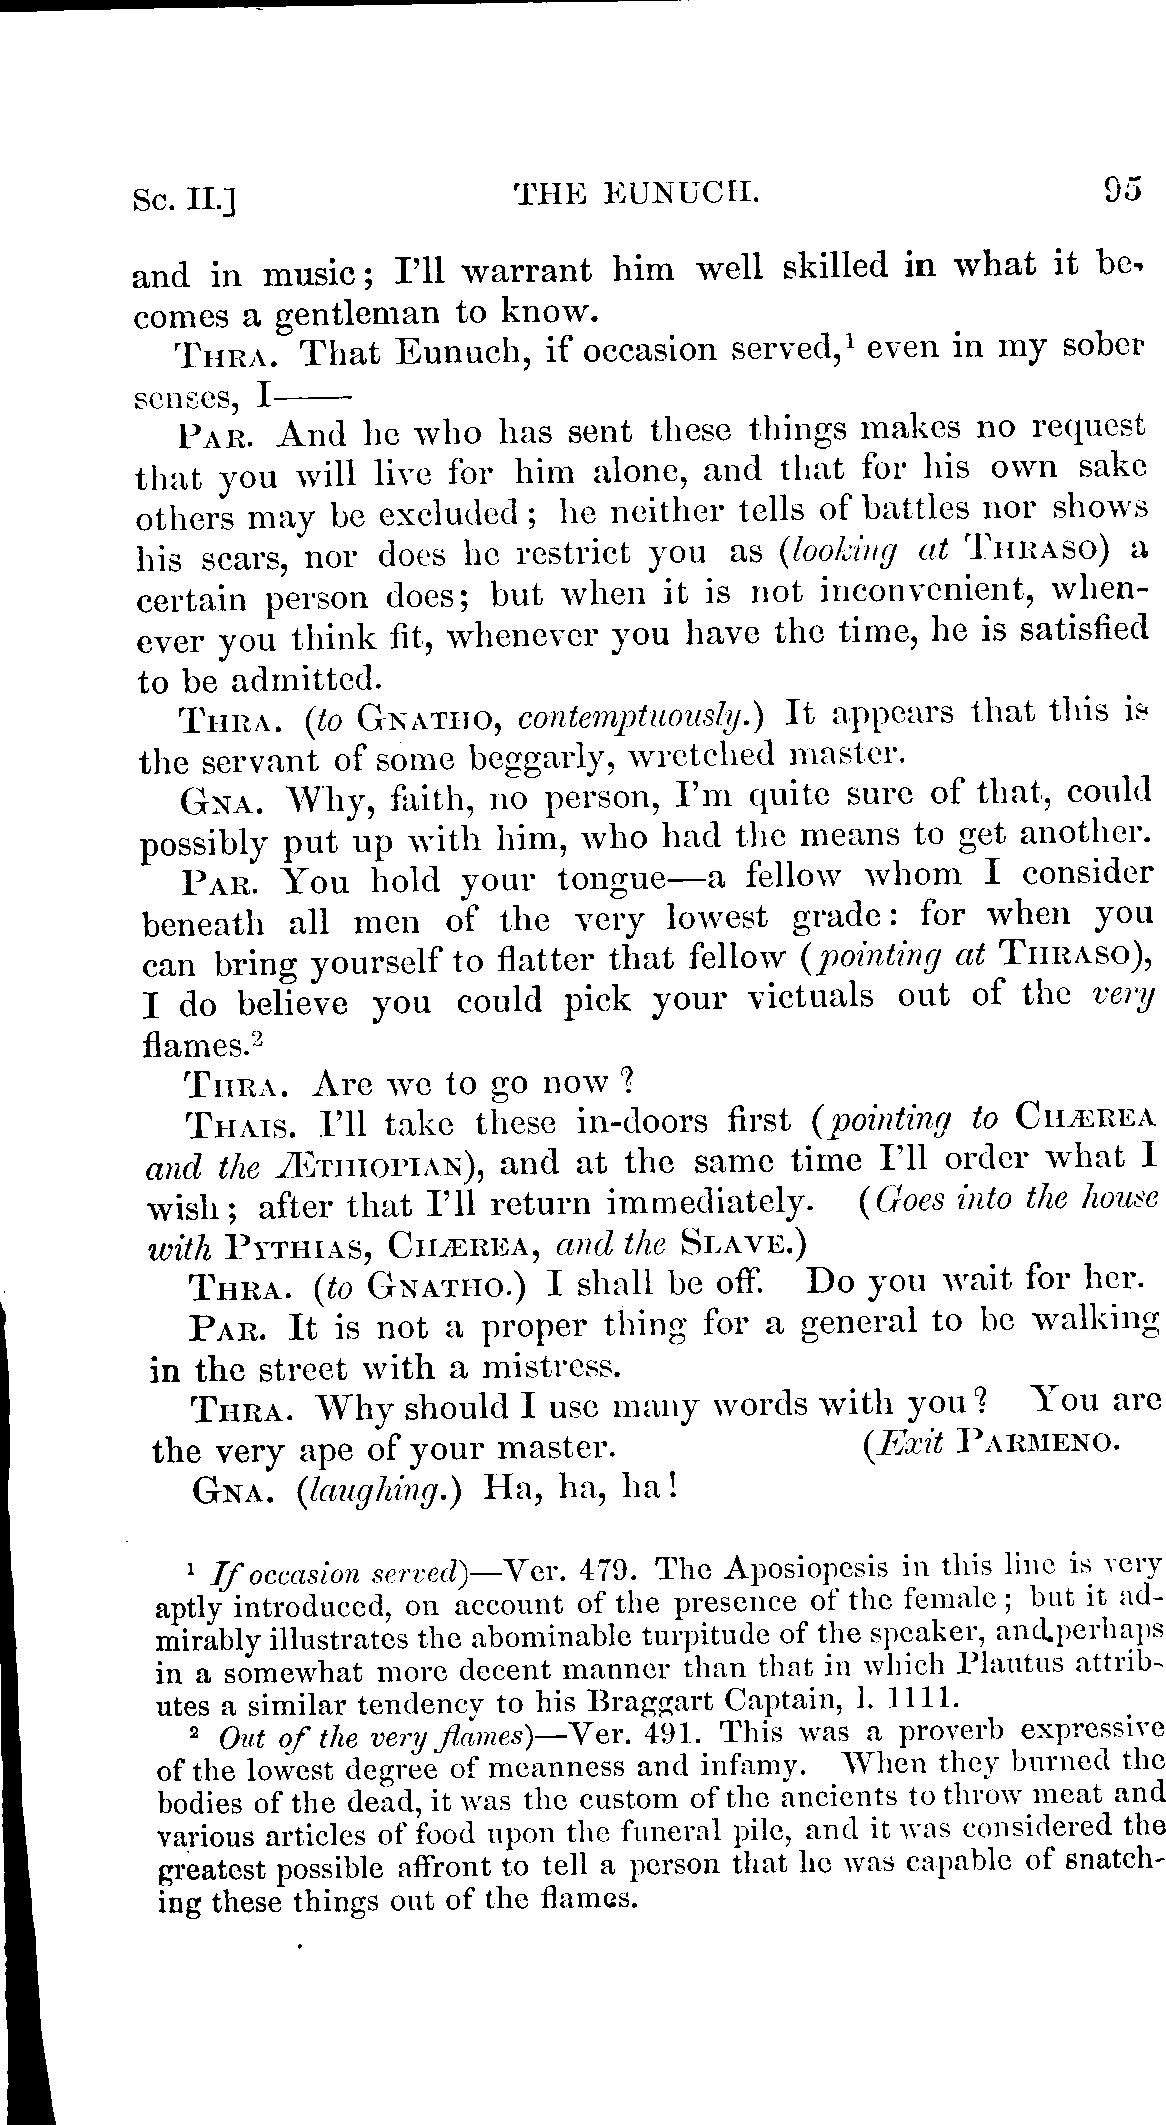 Sc. II.] THE EUNUCH. 95
and in music; I'll warrant him well skilled in what it be-
comes a gentleman to know.
THRA. That Eunuch, if occasion served,¹ even in my sober
senses, I——
PAR. And he who has sent these things makes no request
that you will live for him alone, and that for his own sake
others may be excluded; he neither tells of battles nor shows
his scars, nor does he restrict you as (looking at THRASO) a
certain person does; but when it is not inconvenient, when-
ever you think fit, whenever you have the time, he is satisfied
to be admitted.
THRA. (to GNATHO, contemptuously.) It appears that this is
the servant of some beggarly, wretched master.
GNA. Why, faith, no person, I'm quite sure of that, could
possibly put up with him, who had the means to get another.
PAR. You hold your tongue—a fellow whom I consider
beneath all men of the very lowest grade: for when you
can bring yourself to flatter that fellow (pointing at THRASO),
I do believe you could pick your victuals out of the very
flames.²
THRA. Are we to go now?
THAIS. I'll take these in-doors first (pointing to CHÆREA
and the ÆTHIOPIAN), and at the same time I'll order what I
wish; after that I'll return immediately. (Goes into the house
with PYTHIAS, CHÆREA, and the SLAVE.)
THRA. (to GNATHO.) I shall be off. Do you wait for her.
PAR. It is not a proper thing for a general to be walking
in the street with a mistress.
THRA. Why should I use many words with you? You are
the very ape of your master. (Exit PARMENO.
GNA. (laughing.) Ha, ha, ha!
¹ If occasion served)—Ver. 479. The Aposiopesis in this line is very
aptly introduced, on account of the presence of the female; but it ad-
mirably illustrates the abominable turpitude of the speaker, and perhaps
in a somewhat more decent manner than that in which Plautus attrib-
utes a similar tendency to his Braggart Captain, l. 1111.
² Out of the very flames)—Ver. 491. This was a proverb expressive
of the lowest degree of meanness and infamy. When they burned the
bodies of the dead, it was the custom of the ancients to throw meat and
various articles of food upon the funeral pile, and it was considered the
greatest possible affront to tell a person that he was capable of snatch-
ing these things out of the flames.